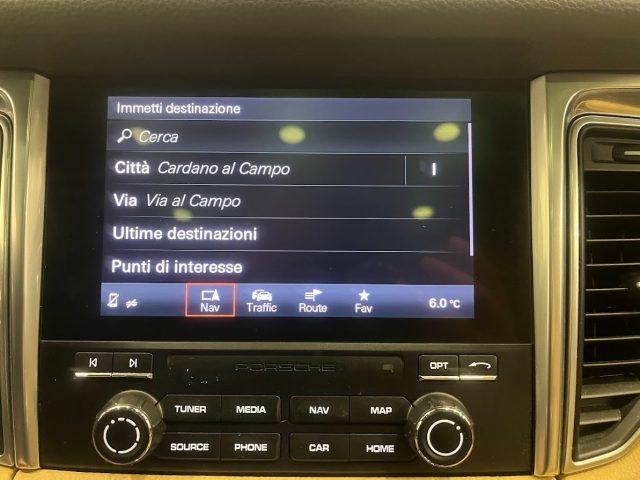 Immetti destinazione
Cerca
Città Cardano al Campo I
Via Via al Campo
Ultime destinazioni
Punti di interesse
Nav Traffic Route Fav 6.0 °C
PORSCHE OPT
TUNER MEDIA NAV MAP
SOURCE PHONE CAR HOME